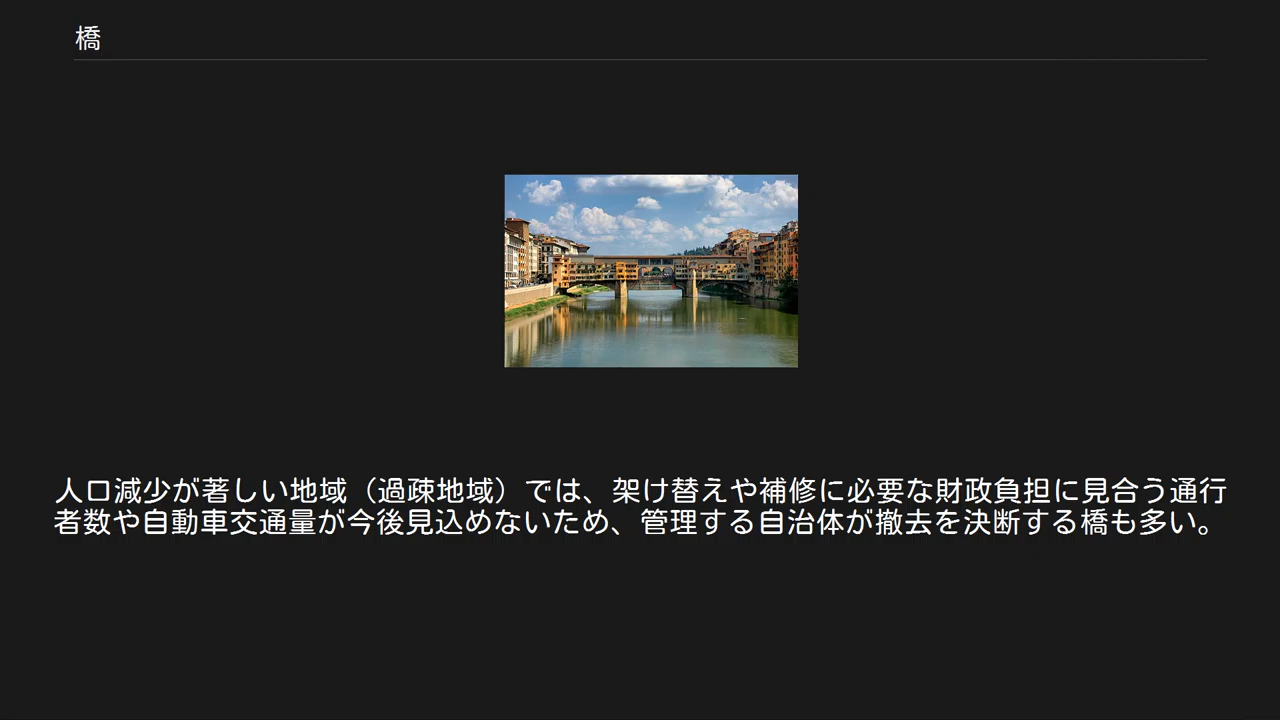 橋
人口減少が著しい地域（過疎地域）では、架け替えや補修に必要な財政負担に見合う通行
者数や自動車交通量が今後見込めないため、管理する自治体が撤去を決断する橋も多い。